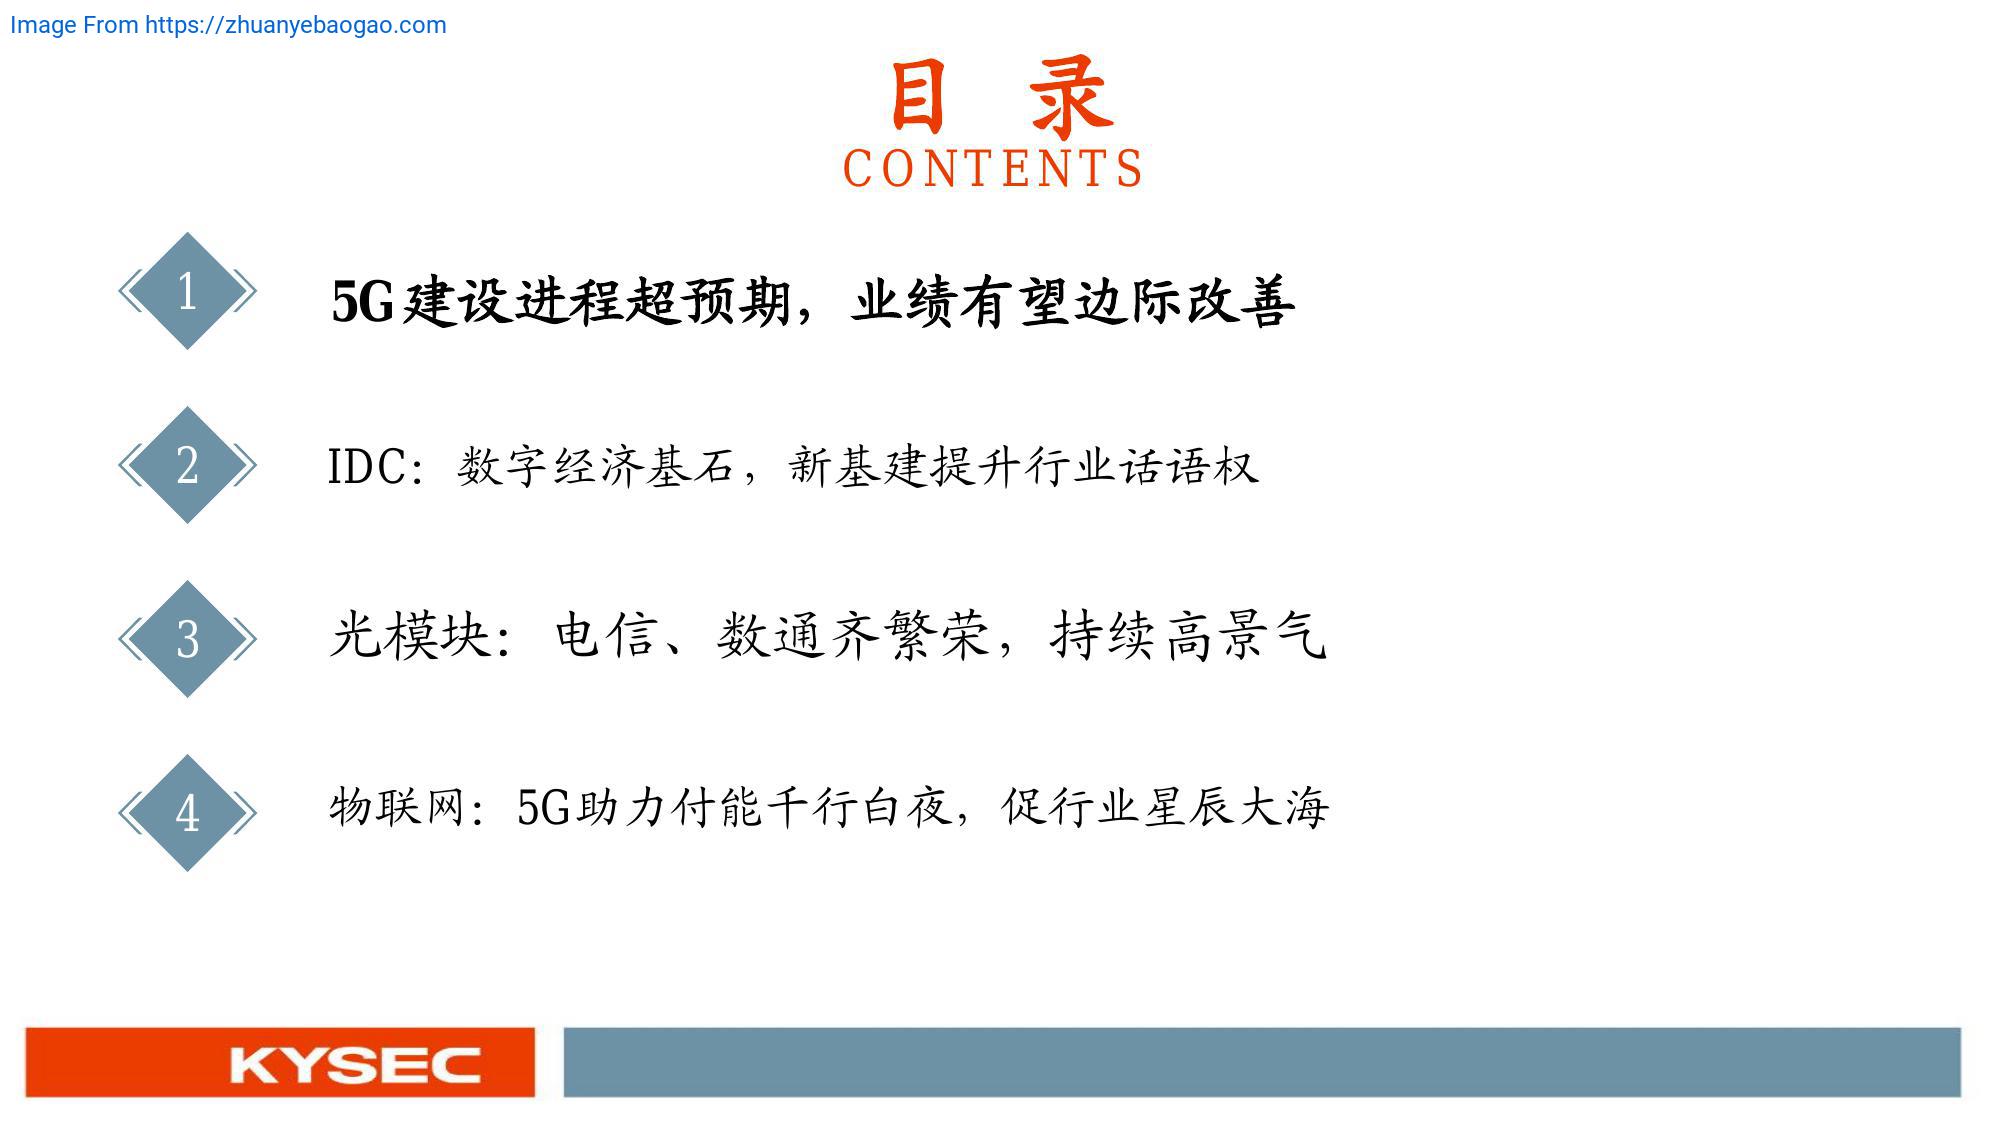 Image From https://zhuanyebaogao.com
目 录
CONTENTS
1 5G建设进程超预期，业绩有望边际改善
2 IDC：数字经济基石，新基建提升行业话语权
3 光模块：电信、数通齐繁荣，持续高景气
4 物联网：5G助力付能千行白夜，促行业星辰大海
KYSEC